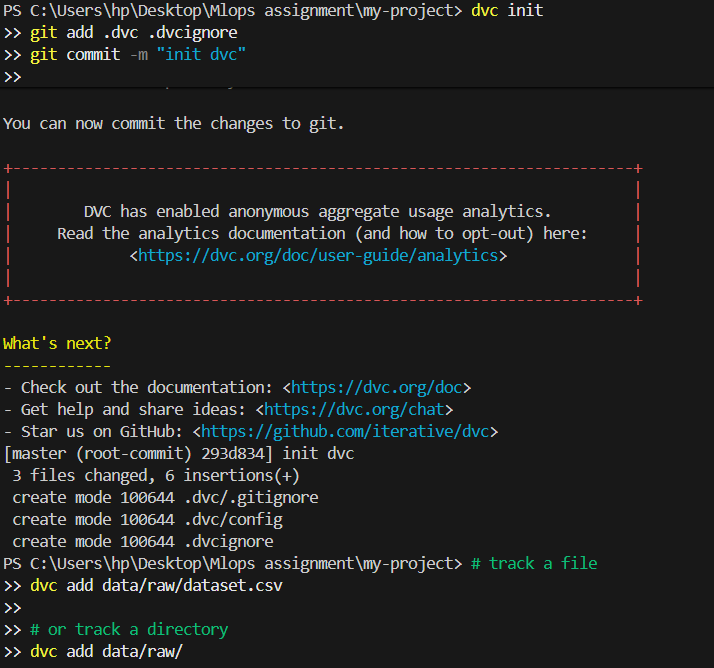 PS C:\Users\hp\Desktop\Mlops assignment\my-project> dvc init
>> git add .dvc .dvcignore
>> git commit -m "init dvc"
>>
You can now commit the changes to git.
+---------------------------------------------------------------------+
|                                                                     |
|        DVC has enabled anonymous aggregate usage analytics.         |
|     Read the analytics documentation (and how to opt-out) here:     |
|             <https://dvc.org/doc/user-guide/analytics>              |
|                                                                     |
+---------------------------------------------------------------------+
What's next?
------------
- Check out the documentation: <https://dvc.org/doc>
- Get help and share ideas: <https://dvc.org/chat>
- Star us on GitHub: <https://github.com/iterative/dvc>
[master (root-commit) 293d834] init dvc
 3 files changed, 6 insertions(+)
 create mode 100644 .dvc/.gitignore
 create mode 100644 .dvc/config
 create mode 100644 .dvcignore
PS C:\Users\hp\Desktop\Mlops assignment\my-project> # track a file
>> dvc add data/raw/dataset.csv
>>
>> # or track a directory
>> dvc add data/raw/